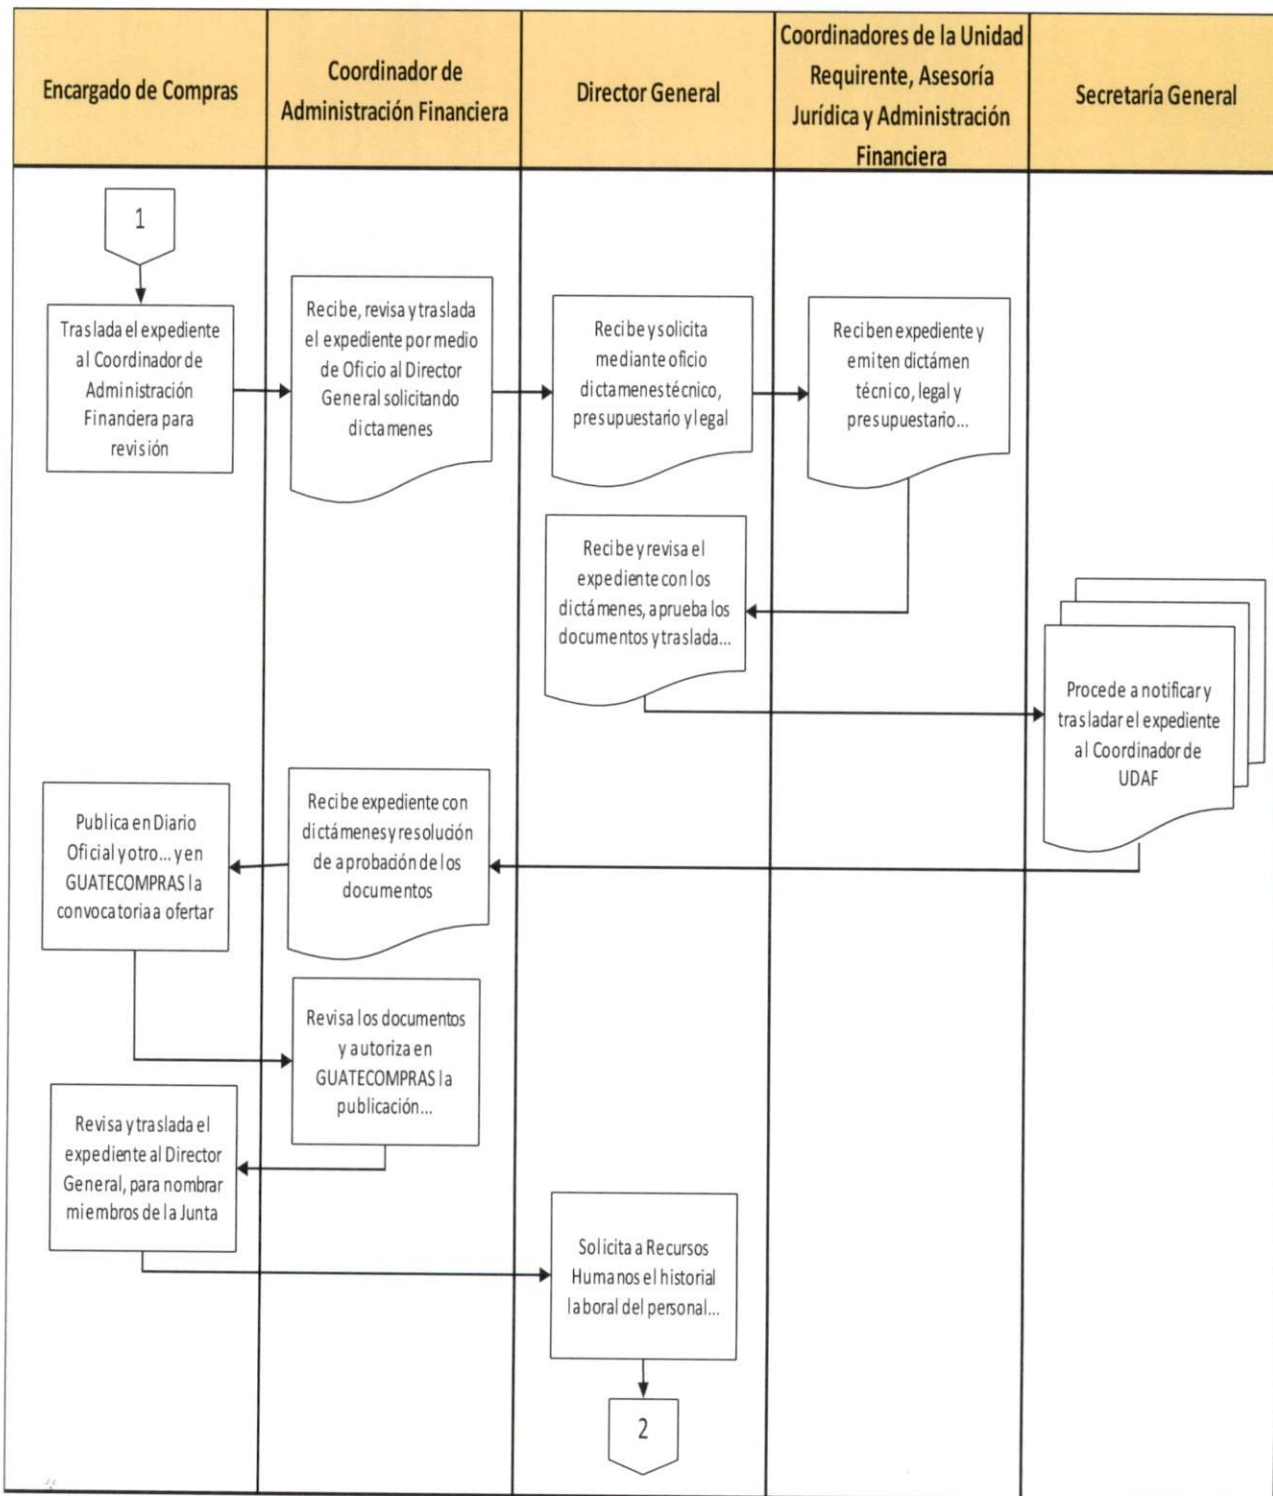 Encargado de Compras
Coordinador de
Administración Financiera
Director General
Coordinadores de la Unidad
Requirente, Asesoría
Jurídica y Administración
Financiera
Secretaría General
1
Traslada el expediente
al Coordinador de
Administración
Financiera para
revisión
Recibe, revisa y traslada
el expediente por medio
de Oficio al Director
General solicitando
dictamenes
Recibe y solicita
mediante oficio
dictamenes técnico,
presupuestario y legal
Reciben expediente y
emiten dictámen
técnico, legal y
presupuestario...
Recibe y revisa el
expediente con los
dictámenes, aprueba los
documentos y traslada...
Procede a notificar y
trasladar el expediente
al Coordinador de
UDAF
Recibe expediente con
dictámenes y resolución
de aprobación de los
documentos
Publica en Diario
Oficial y otro... y en
GUATECOMPRAS la
convocatoria a ofertar
Revisa los documentos
y autoriza en
GUATECOMPRAS la
publicación...
Revisa y traslada el
expediente al Director
General, para nombrar
miembros de la Junta
Solicita a Recursos
Humanos el historial
laboral del personal...
2